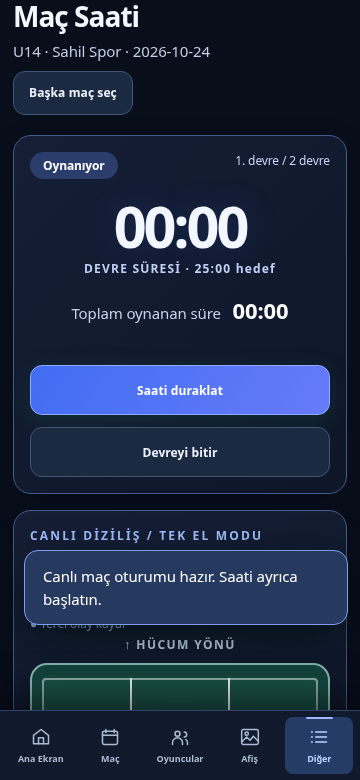 Maç Saati
U14 · Sahil Spor · 2026-10-24
Başka maç seç
Oynanıyor
1. devre / 2 devre
00:00
DEVRE SÜRESİ · 25:00 hedef
Toplam oynanan süre 00:00
Saati duraklat
Devreyi bitir
CANLI DİZİLİŞ / TEK EL MODU
Canlı maç oturumu hazır. Saati ayrıca
başlatın.
↑ HÜCUM YÖNÜ
Ana Ekran
Maç
Oyuncular
Afiş
Diğer